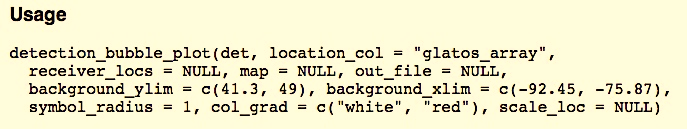 Usage
detection_bubble_plot(det, location_col = "glatos_array",
  receiver_locs = NULL, map = NULL, out_file = NULL,
  background_ylim = c(41.3, 49), background_xlim = c(-92.45, -75.87),
  symbol_radius = 1, col_grad = c("white", "red"), scale_loc = NULL)